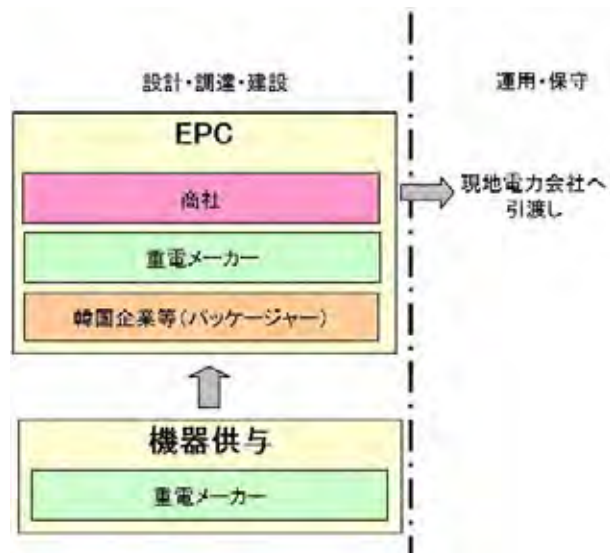 設計・調達・建設
運用・保守
EPC
商社
重電メーカー
韓国企業等(パッケージャー)
現地電力会社へ
引渡し
機器供与
重電メーカー